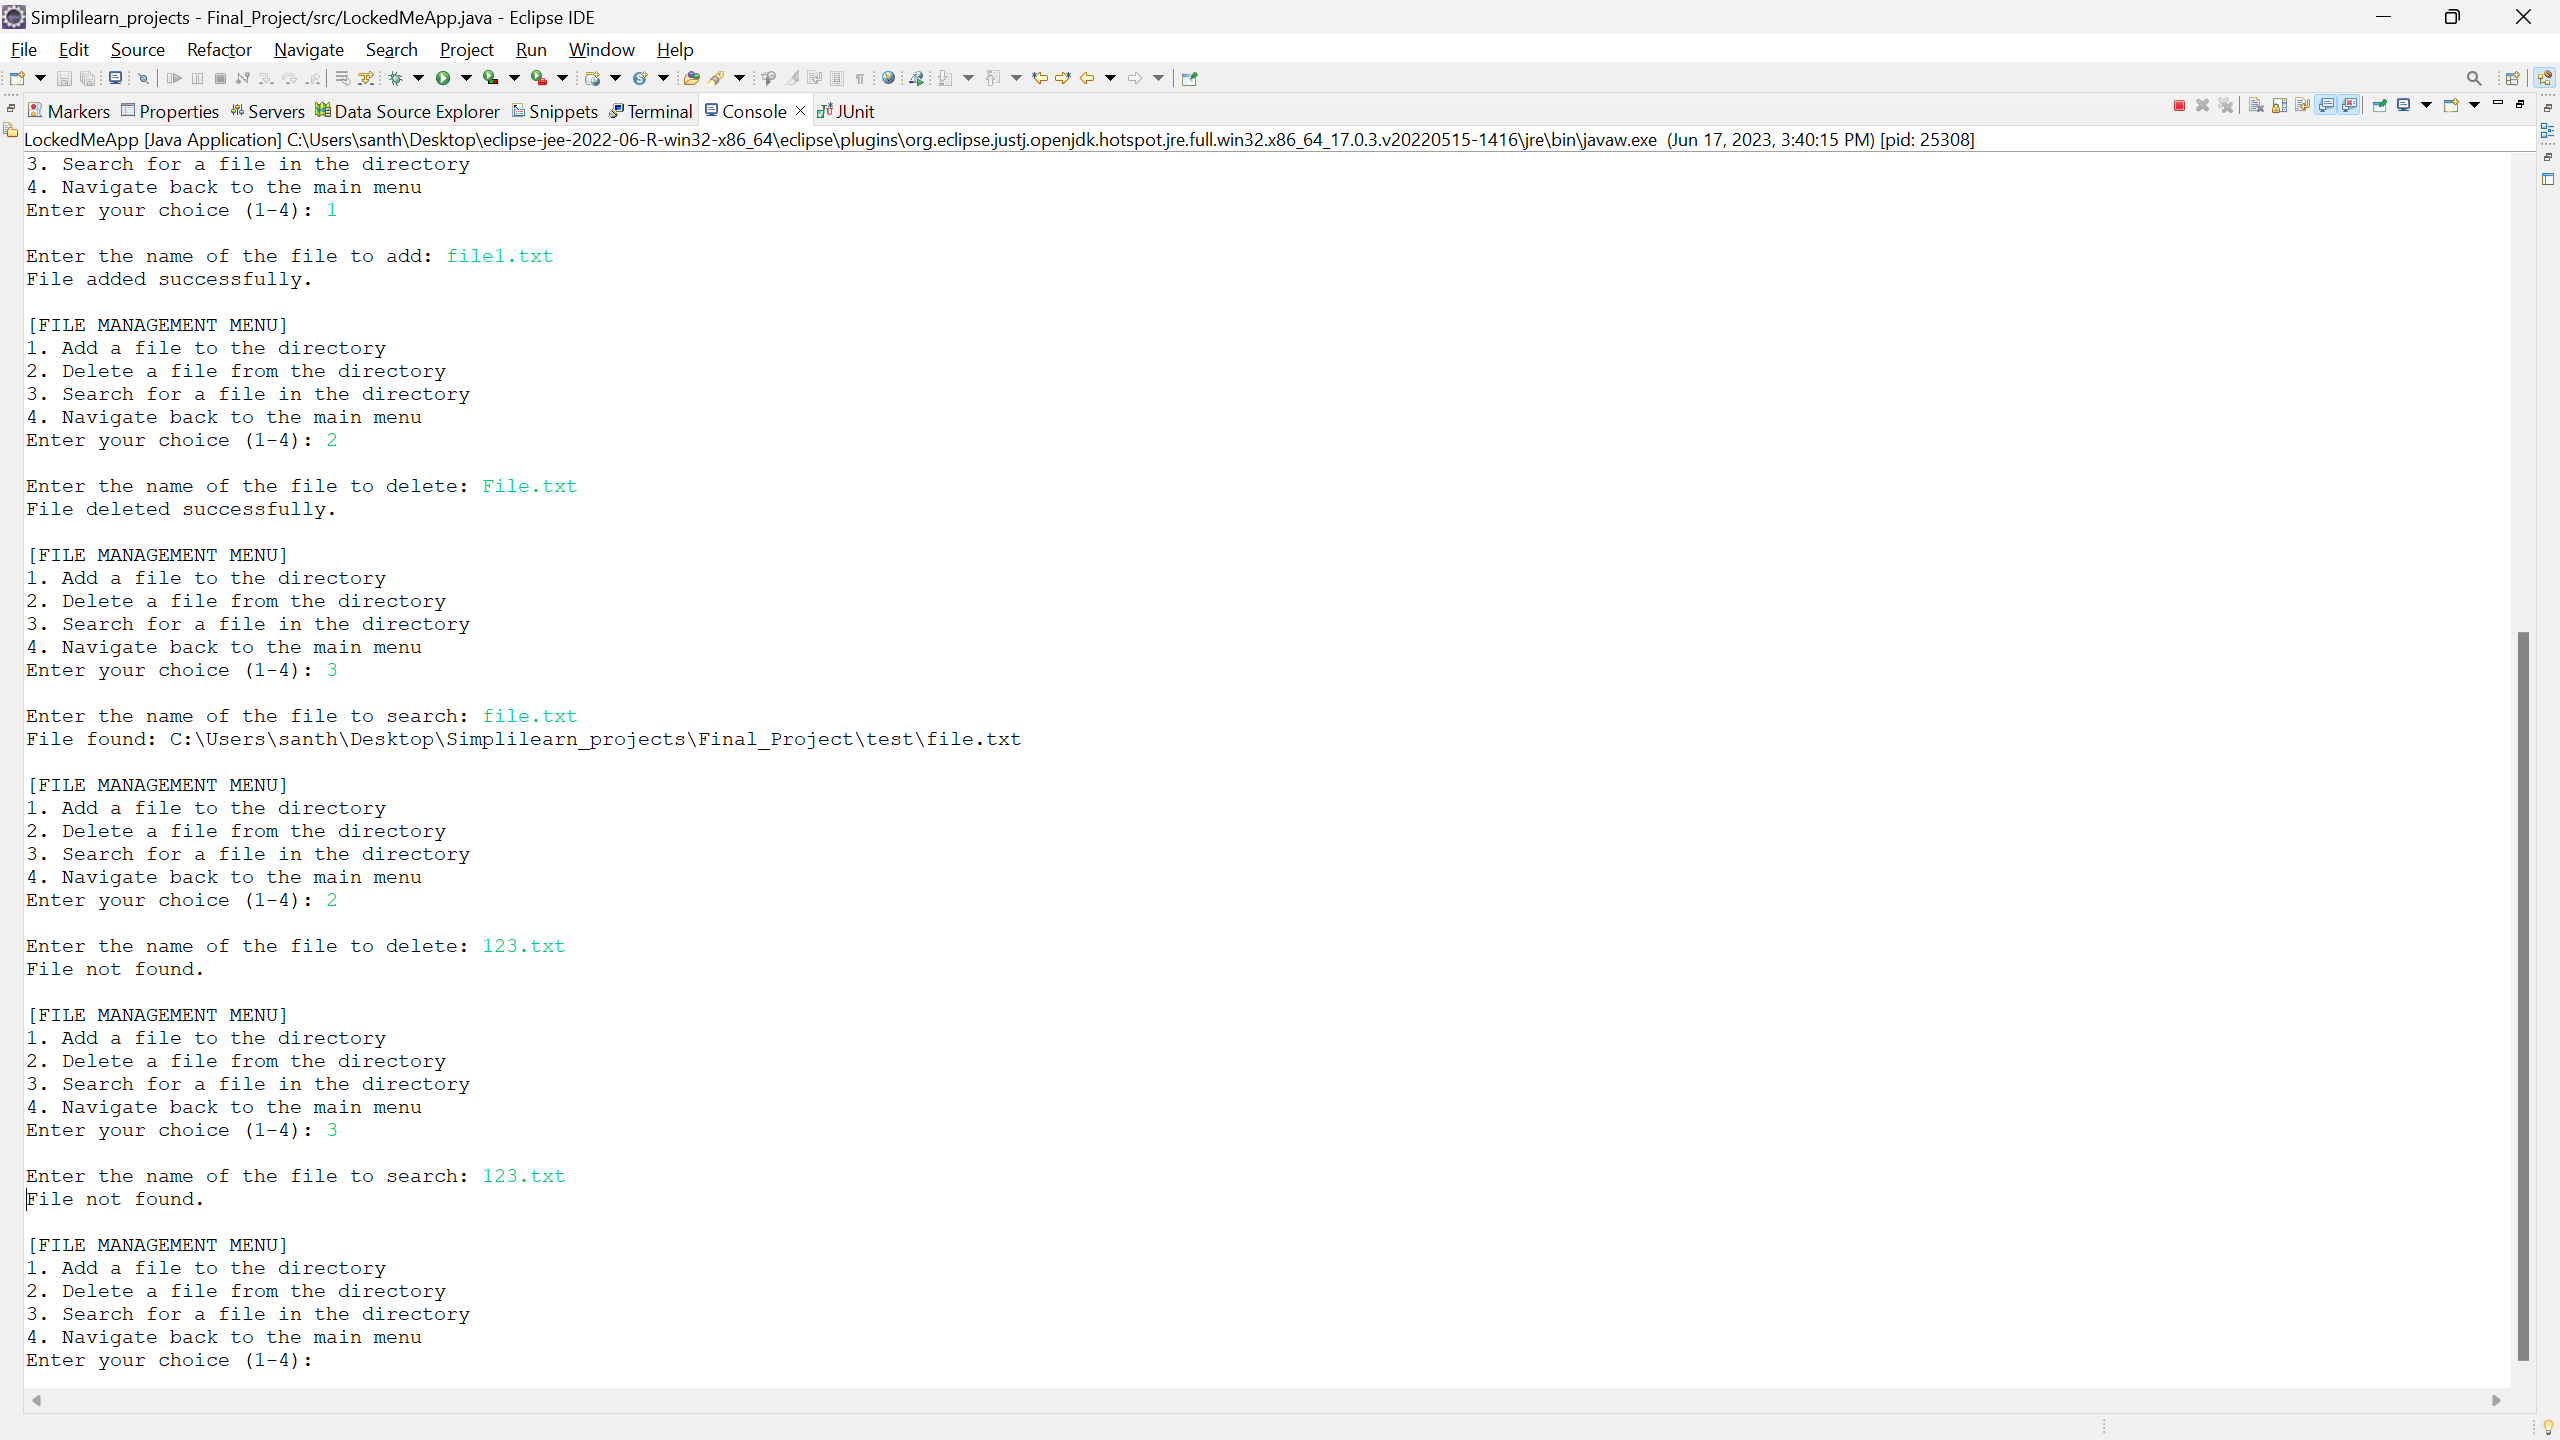 Simplilearn_projects - Final_Project/src/LockedMeApp.java - Eclipse IDE
File Edit Source Refactor Navigate Search Project Run Window Help
Markers Properties Servers Data Source Explorer Snippets Terminal Console JUnit
LockedMeApp [Java Application] C:\Users\santh\Desktop\eclipse-jee-2022-06-R-win32-x86_64\eclipse\plugins\org.eclipse.justj.openjdk.hotspot.jre.full.win32.x86_64_17.0.3.v20220515-1416\jre\bin\javaw.exe (Jun 17, 2023, 3:40:15 PM) [pid: 25308]
3. Search for a file in the directory
4. Navigate back to the main menu
Enter your choice (1-4): 1
Enter the name of the file to add: file1.txt
File added successfully.
[FILE MANAGEMENT MENU]
1. Add a file to the directory
2. Delete a file from the directory
3. Search for a file in the directory
4. Navigate back to the main menu
Enter your choice (1-4): 2
Enter the name of the file to delete: File.txt
File deleted successfully.
[FILE MANAGEMENT MENU]
1. Add a file to the directory
2. Delete a file from the directory
3. Search for a file in the directory
4. Navigate back to the main menu
Enter your choice (1-4): 3
Enter the name of the file to search: file.txt
File found: C:\Users\santh\Desktop\Simplilearn_projects\Final_Project\test\file.txt
[FILE MANAGEMENT MENU]
1. Add a file to the directory
2. Delete a file from the directory
3. Search for a file in the directory
4. Navigate back to the main menu
Enter your choice (1-4): 2
Enter the name of the file to delete: 123.txt
File not found.
[FILE MANAGEMENT MENU]
1. Add a file to the directory
2. Delete a file from the directory
3. Search for a file in the directory
4. Navigate back to the main menu
Enter your choice (1-4): 3
Enter the name of the file to search: 123.txt
File not found.
[FILE MANAGEMENT MENU]
1. Add a file to the directory
2. Delete a file from the directory
3. Search for a file in the directory
4. Navigate back to the main menu
Enter your choice (1-4):